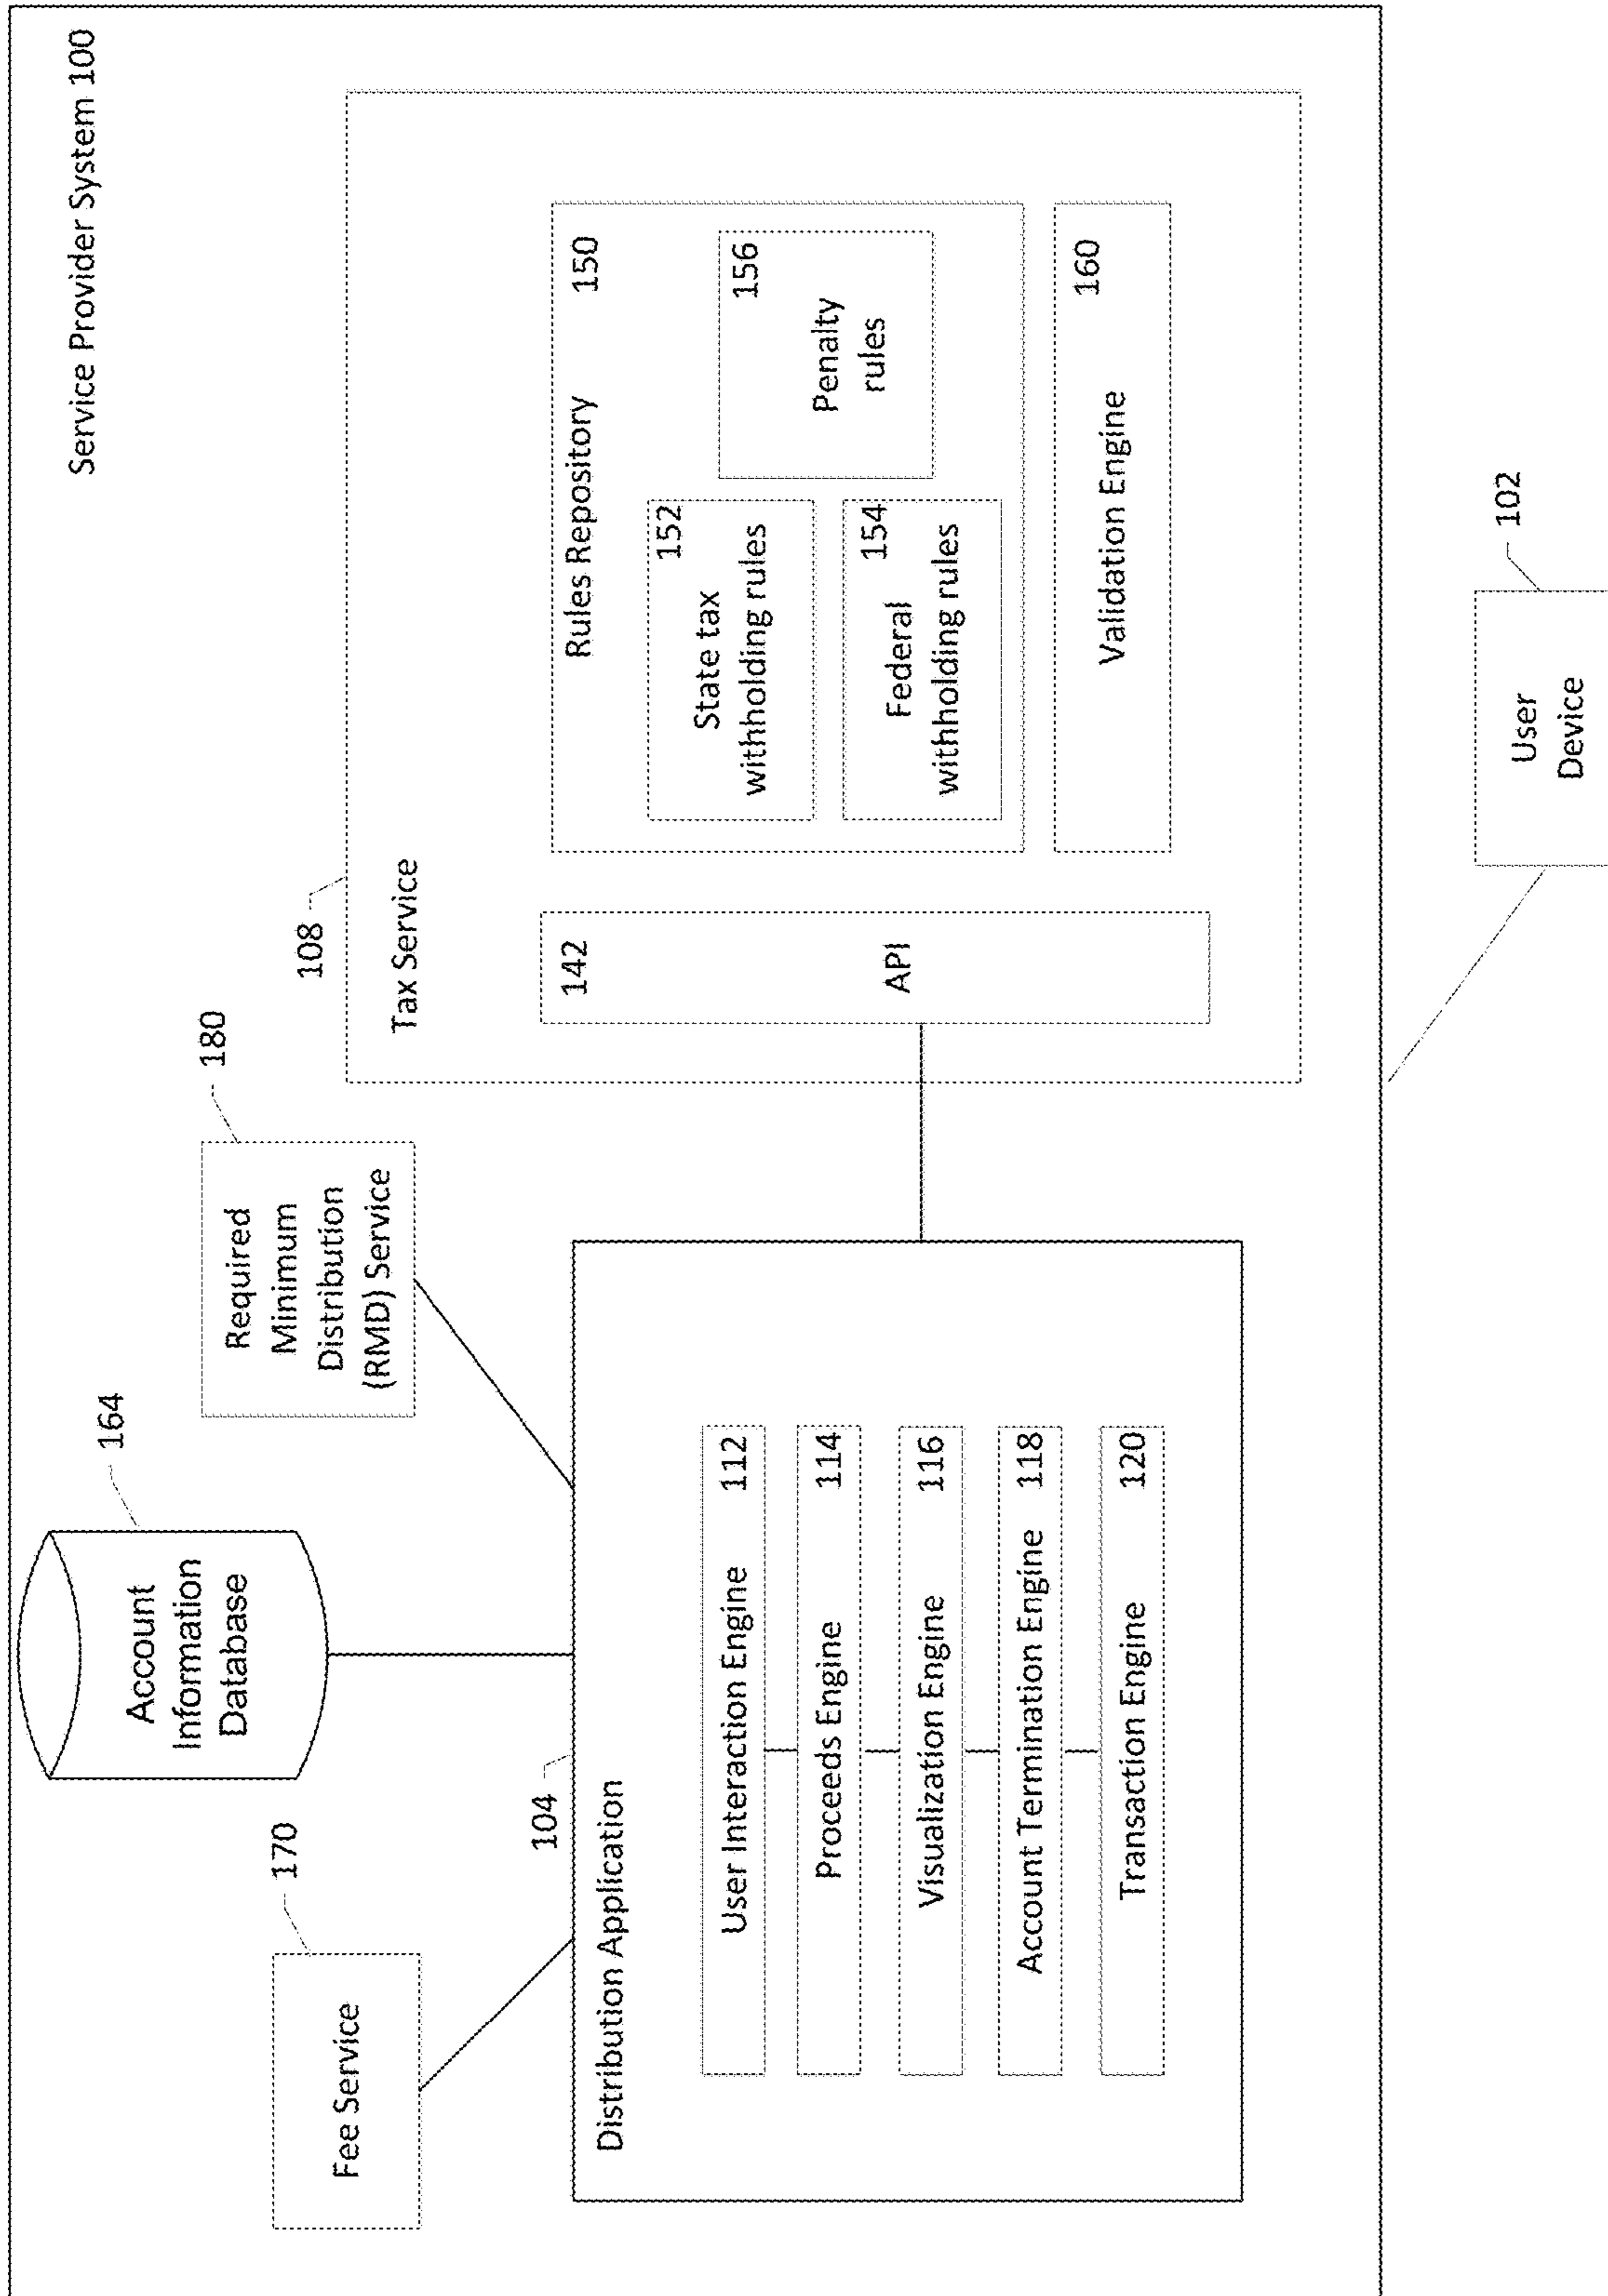 Service Provider System 100
170
Fee Service
164
Account
Information
Database
180
Required
Minimum
Distribution
(RMD) Service
104
Distribution Application
User Interaction Engine 112
Proceeds Engine 114
Visualization Engine 116
Account Termination Engine 118
Transaction Engine 120
108
Tax Service
142
API
Rules Repository 150
152
State tax
withholding rules
154
Federal
withholding rules
156
Penalty
rules
Validation Engine 160
102
User
Device